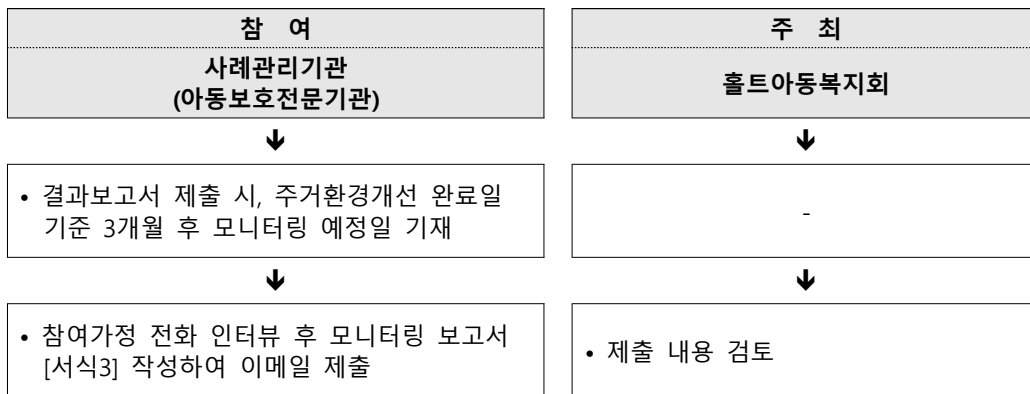 참 여
사례관리기관
(아동보호전문기관)
주 최
홀트아동복지회
🡻
🡻
• 결과보고서 제출 시, 주거환경개선 완료일
기준 3개월 후 모니터링 예정일 기재
-
🡻
🡻
• 참여가정 전화 인터뷰 후 모니터링 보고서
[서식3] 작성하여 이메일 제출
• 제출 내용 검토